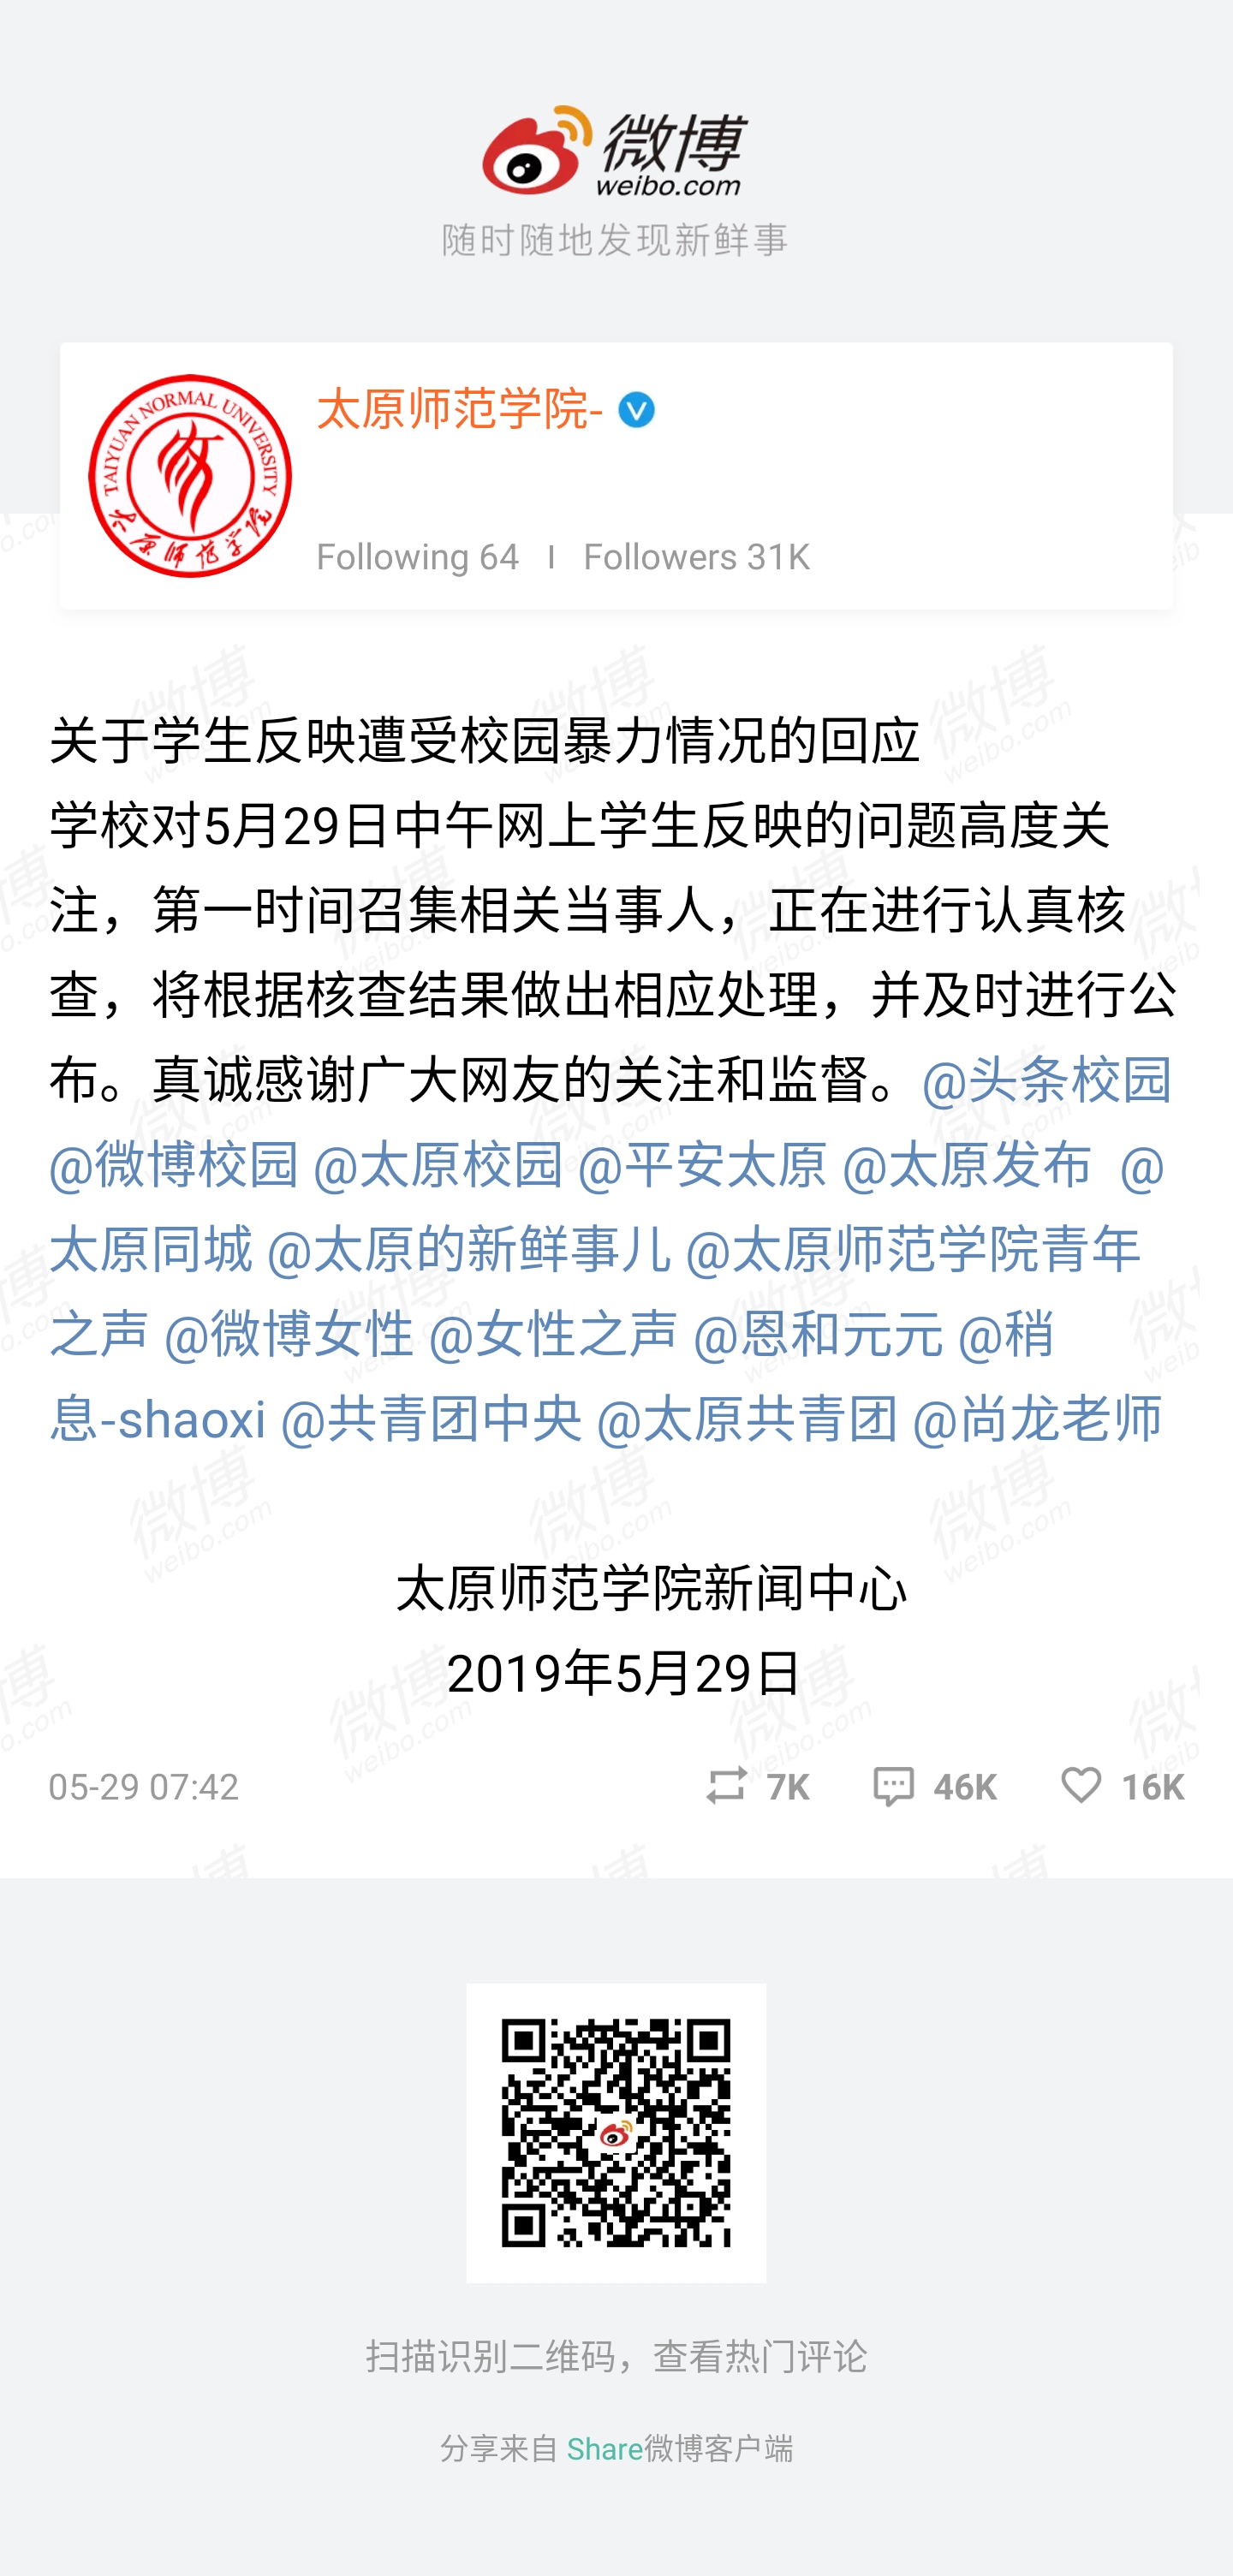 微博
weibo.com
随时随地发现新鲜事
TAIYUAN NORMAL UNIVERSITY
太原师范学院
太原师范学院-
Following 64 | Followers 31K
关于学生反映遭受校园暴力情况的回应
学校对5月29日中午网上学生反映的问题高度关
注，第一时间召集相关当事人，正在进行认真核
查，将根据核查结果做出相应处理，并及时进行公
布。真诚感谢广大网友的关注和监督。@头条校园
@微博校园 @太原校园 @平安太原 @太原发布 @
太原同城 @太原的新鲜事儿 @太原师范学院青年
之声 @微博女性 @女性之声 @恩和元元 @稍
息-shaoxi @共青团中央 @太原共青团 @尚龙老师
太原师范学院新闻中心
2019年5月29日
05-29 07:42 7K 46K 16K
扫描识别二维码，查看热门评论
分享来自 Share微博客户端